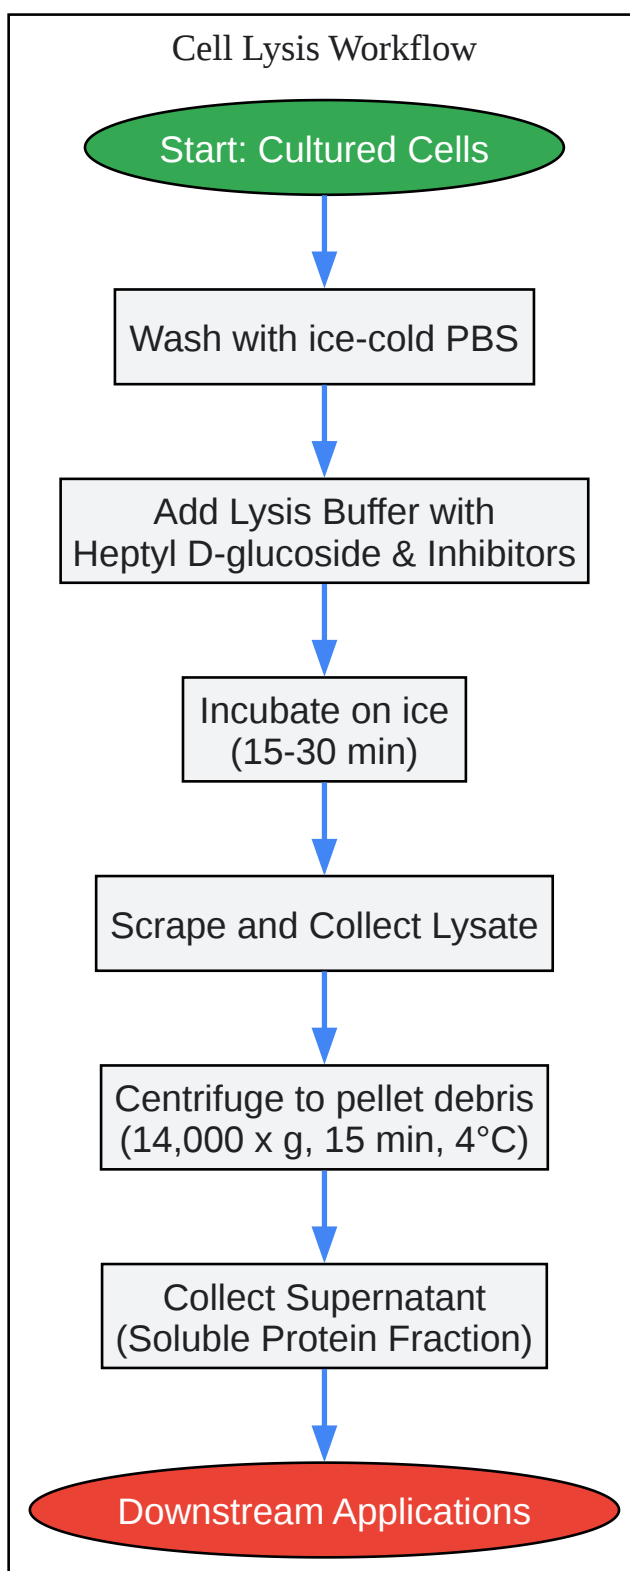 Cell Lysis Workflow
Start: Cultured Cells
Wash with ice-cold PBS
Add Lysis Buffer with
Heptyl D-glucoside & Inhibitors
Incubate on ice
(15-30 min)
Scrape and Collect Lysate
Centrifuge to pellet debris
(14,000 x g, 15 min, 4°C)
Collect Supernatant
(Soluble Protein Fraction)
Downstream Applications